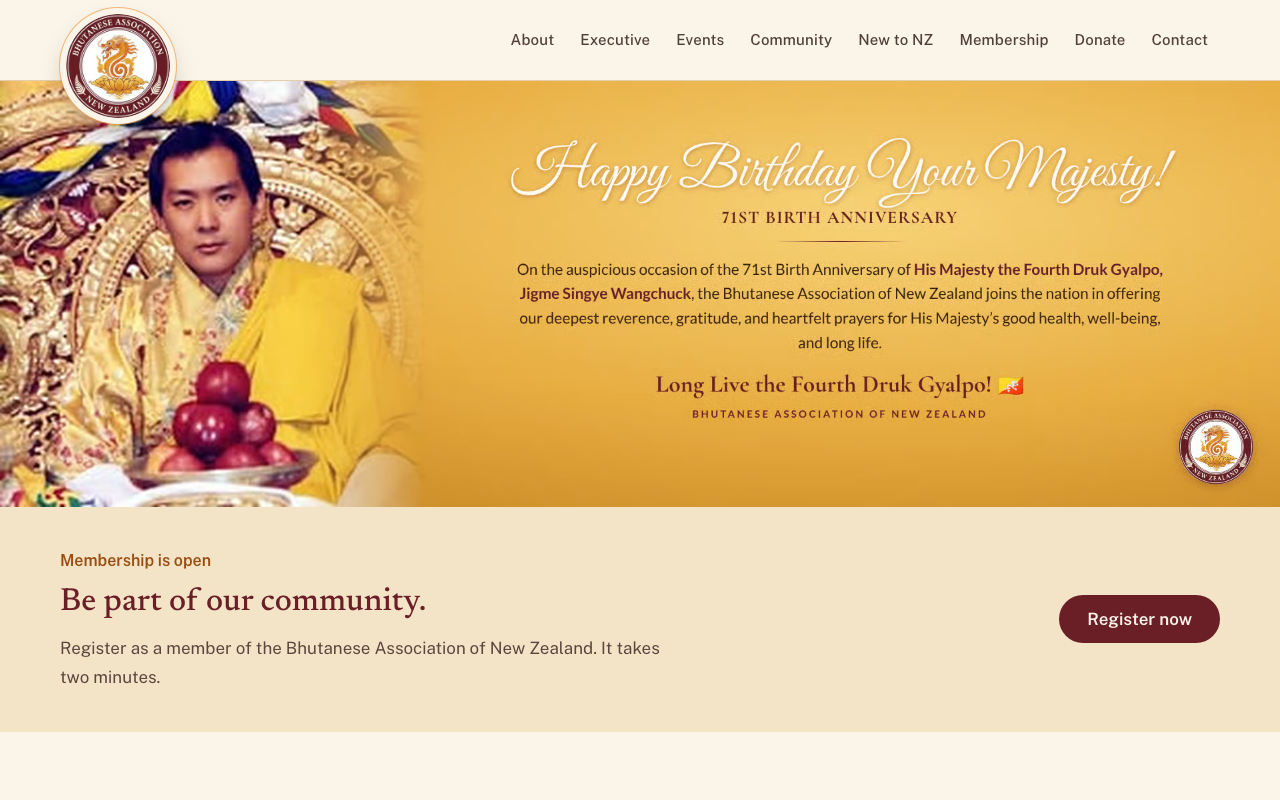 BHUTANESE ASSOCIATION
NEW ZEALAND
About Executive Events Community New to NZ Membership Donate Contact
Happy Birthday Your Majesty!
71ST BIRTH ANNIVERSARY
On the auspicious occasion of the 71st Birth Anniversary of His Majesty the Fourth Druk Gyalpo,
Jigme Singye Wangchuck, the Bhutanese Association of New Zealand joins the nation in offering
our deepest reverence, gratitude, and heartfelt prayers for His Majesty’s good health, well-being,
and long life.
Long Live the Fourth Druk Gyalpo! 🇧🇹
BHUTANESE ASSOCIATION OF NEW ZEALAND
BHUTANESE ASSOCIATION
NEW ZEALAND
Membership is open
Be part of our community.
Register as a member of the Bhutanese Association of New Zealand. It takes
two minutes.
Register now